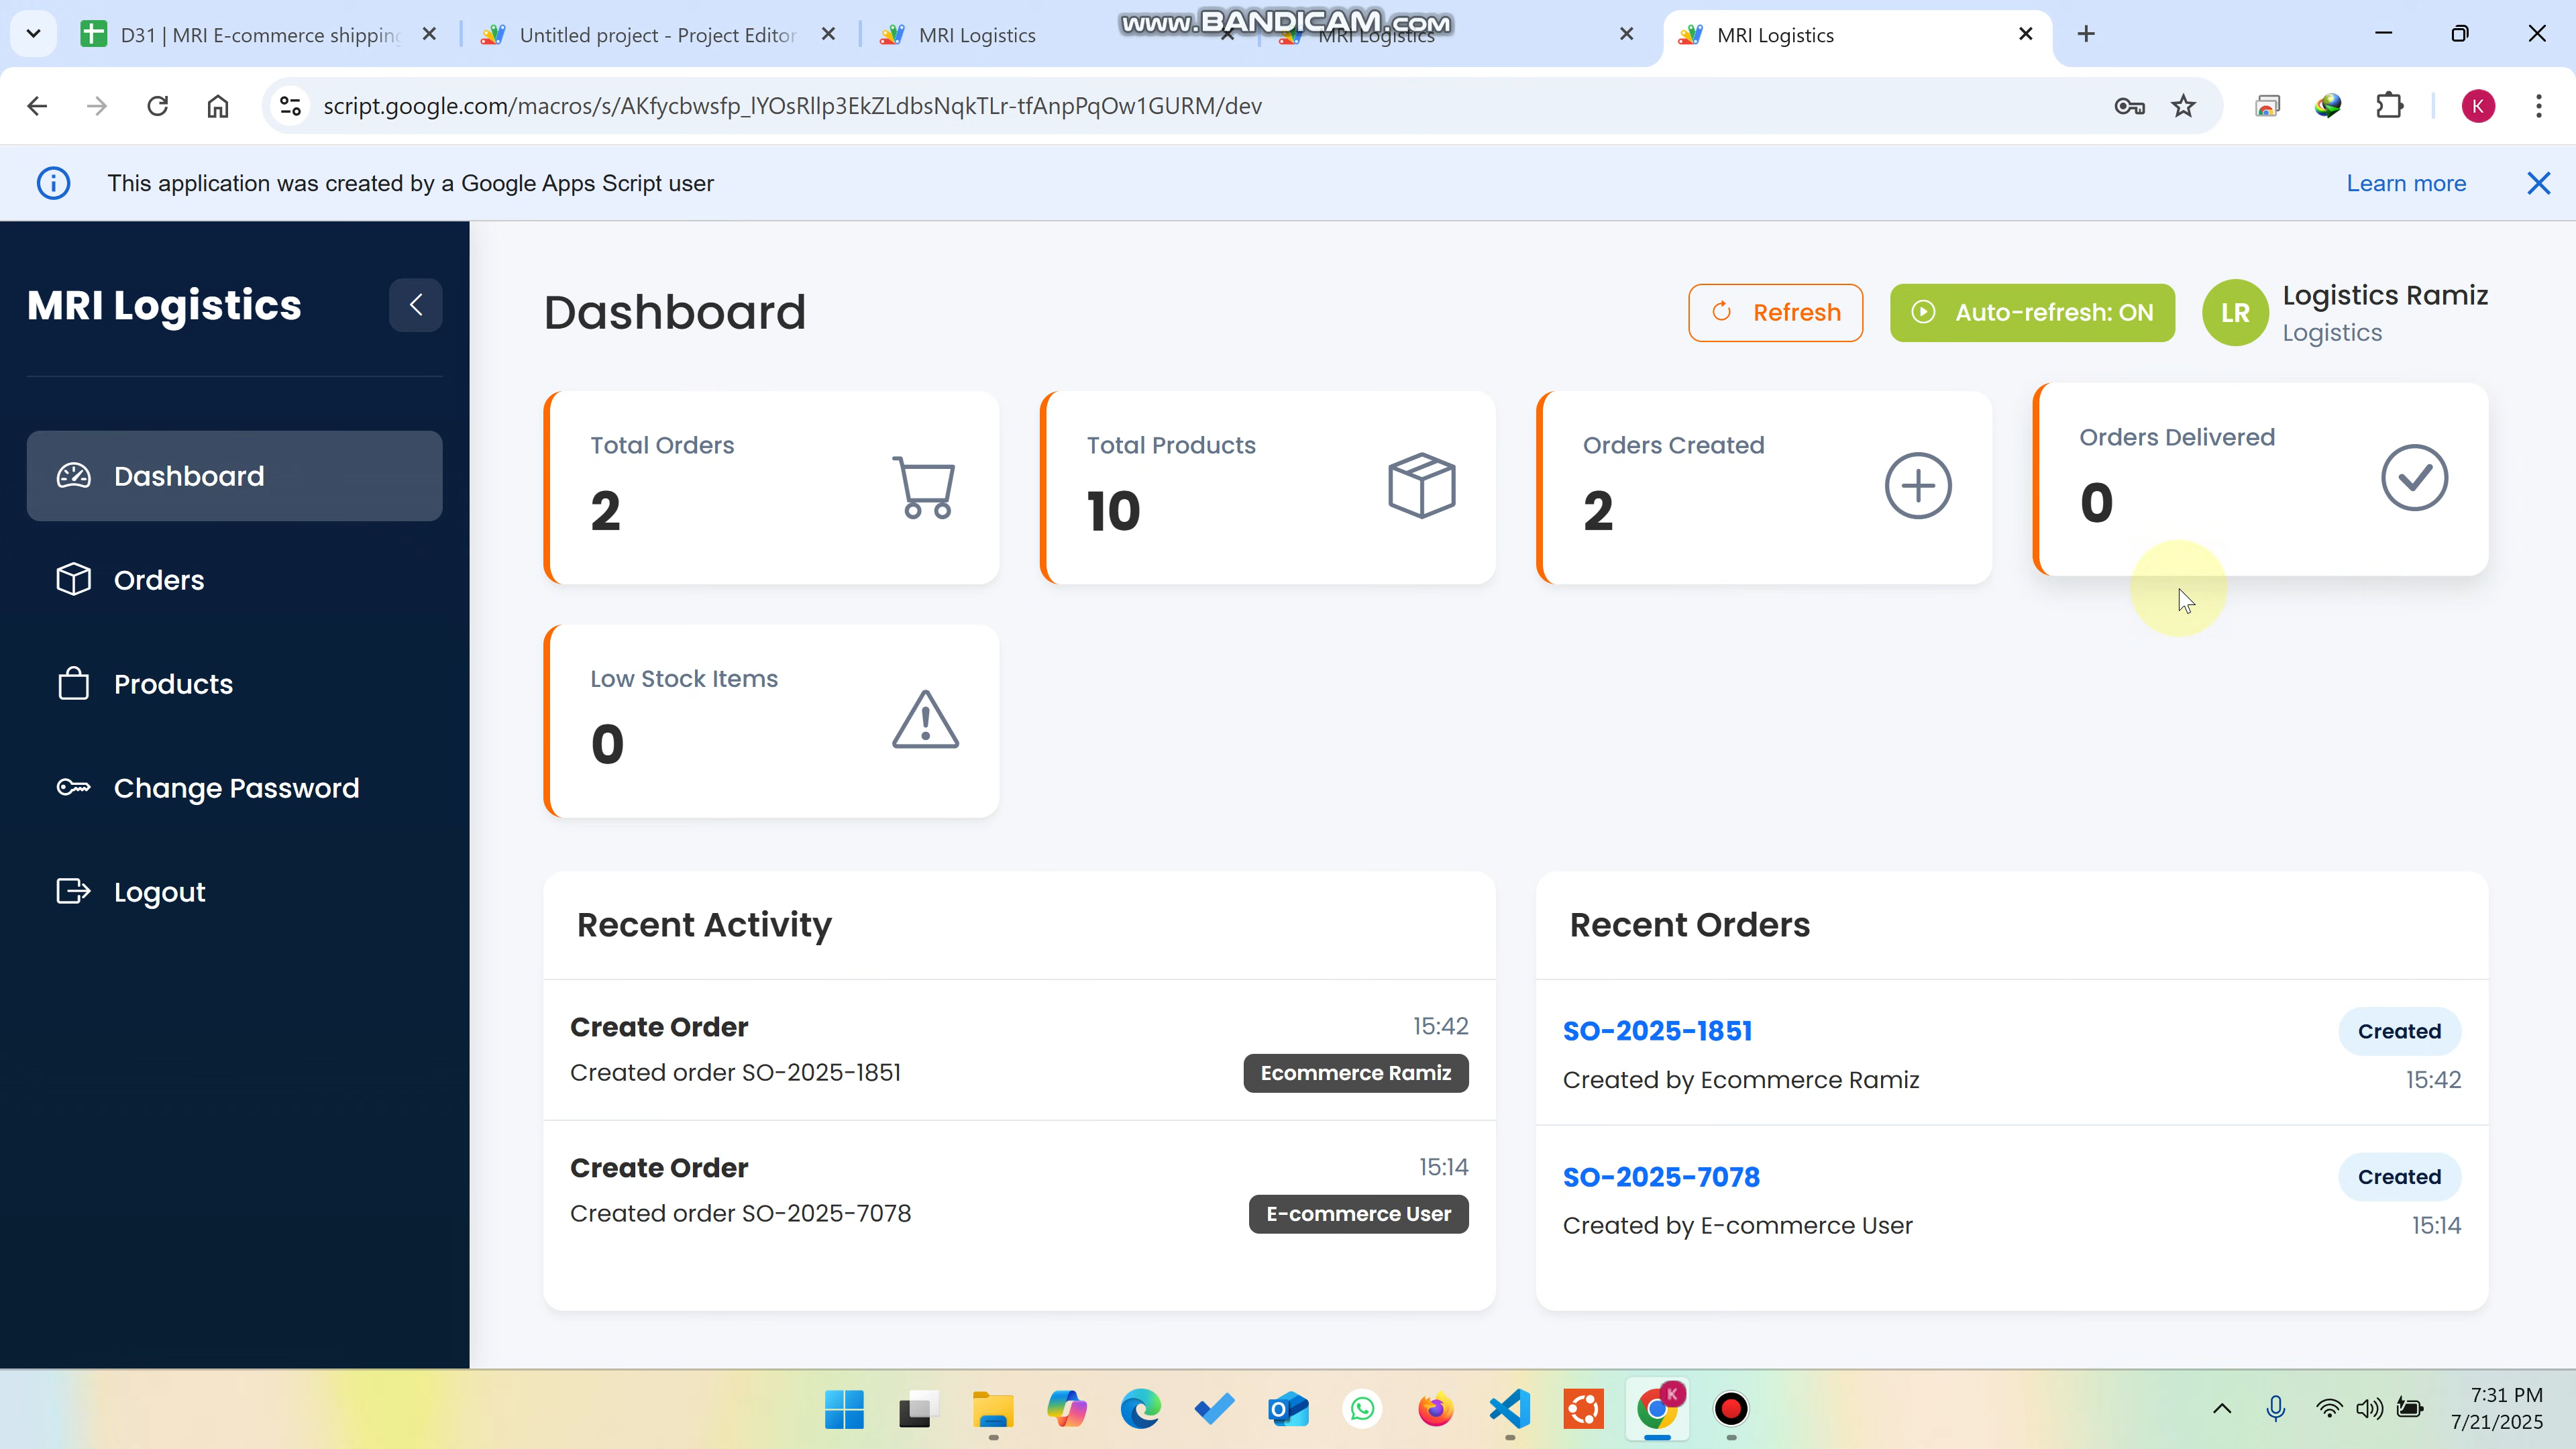 D31 | MRI E-commerce shipping
Untitled project - Project Editor
MRI Logistics
MRI Logistics
MRI Logistics
www.BANDICAM.com
script.google.com/macros/s/AKfycbwsfp_lYOsRllp3EkZLdbsNqkTLr-tfAnpPqOw1GURM/dev
K
This application was created by a Google Apps Script user
Learn more
MRI Logistics
Dashboard
Orders
Products
Change Password
Logout
Dashboard
Refresh
Auto-refresh: ON
LR
Logistics Ramiz
Logistics
Total Orders
2
Total Products
10
Orders Created
2
Orders Delivered
0
Low Stock Items
0
Recent Activity
Create Order
15:42
Created order SO-2025-1851
Ecommerce Ramiz
Create Order
15:14
Created order SO-2025-7078
E-commerce User
Recent Orders
SO-2025-1851
Created
Created by Ecommerce Ramiz
15:42
SO-2025-7078
Created
Created by E-commerce User
15:14
K
7:31 PM
7/21/2025